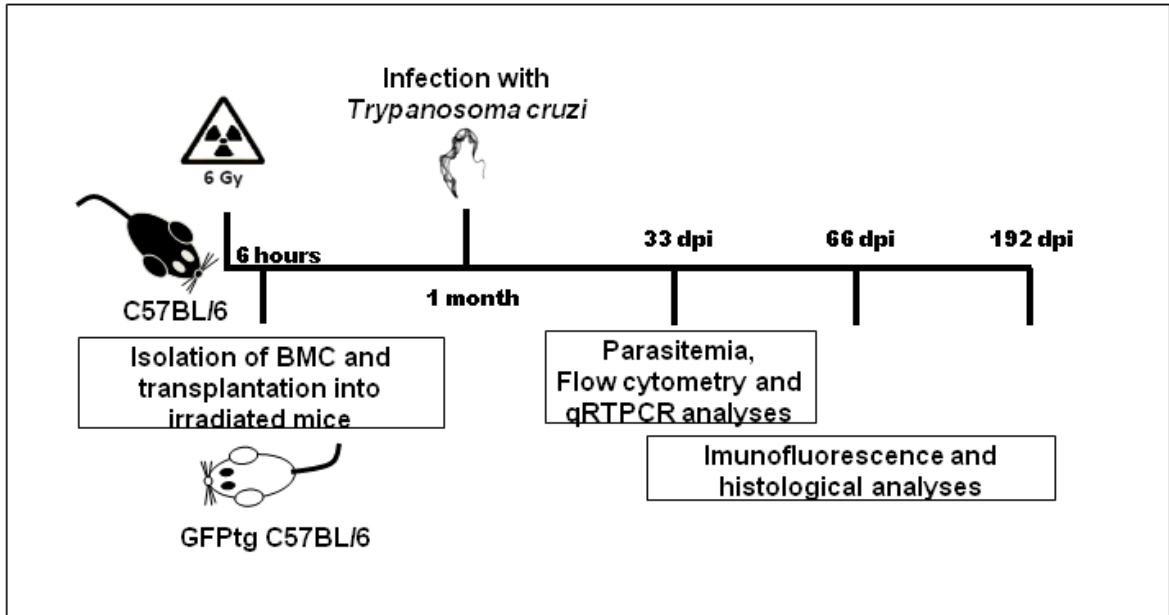 Infection with
Trypanosoma cruzi
6 Gy
6 hours
33 dpi
66 dpi
192 dpi
C57BL/6
1 month
Isolation of BMC and
transplantation into
irradiated mice
Parasitemia,
Flow cytometry and
qRTPCR analyses
Imunofluorescence and
histological analyses
GFPtg C57BL/6